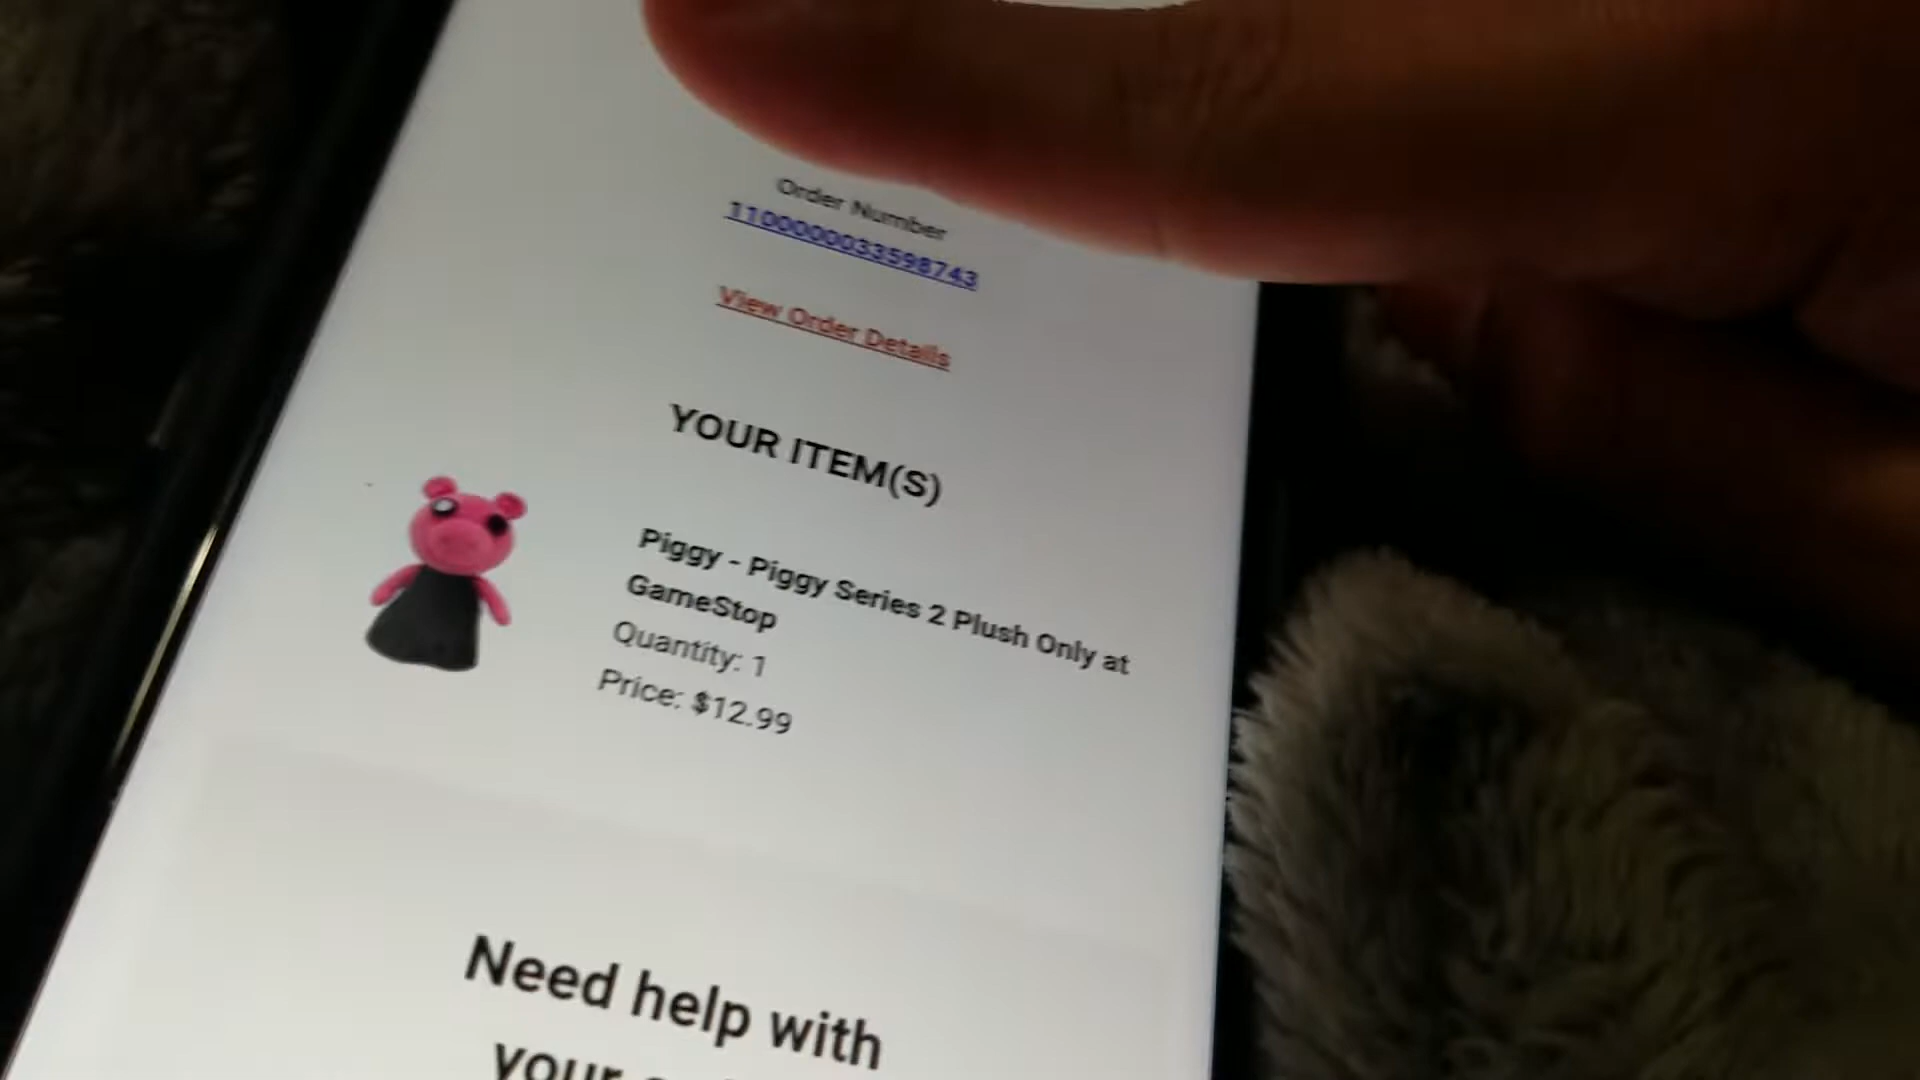 Order Number
1100000033598743
View Order Details
YOUR ITEM(S)
Piggy - Piggy Series 2 Plush Only at
GameStop
Quantity: 1
Price: $12.99
Need help with
your